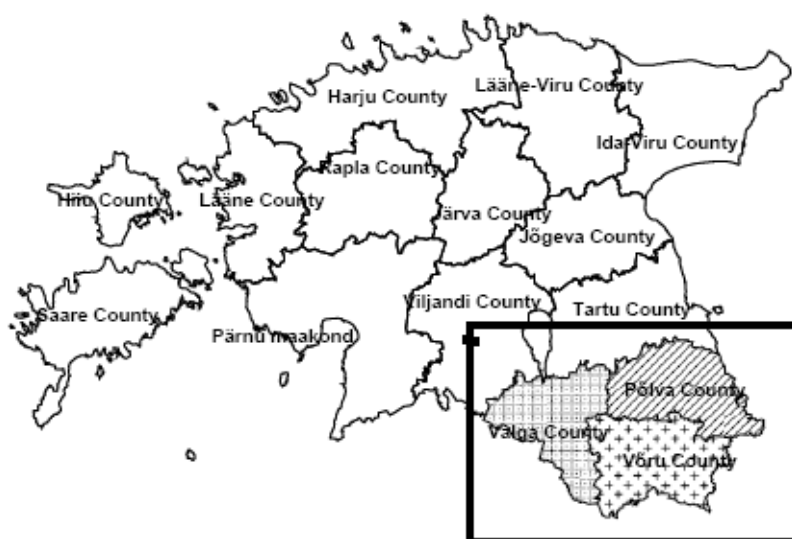 Lääne-Viru County
Harju County
Ida-Viru County
Rapla County
Hiiu County
Lääne County
Järva County
Jõgeva County
Viljandi County
Tartu County
Saare County
Pärnu maakond
Põlva County
Valga County
Võru County